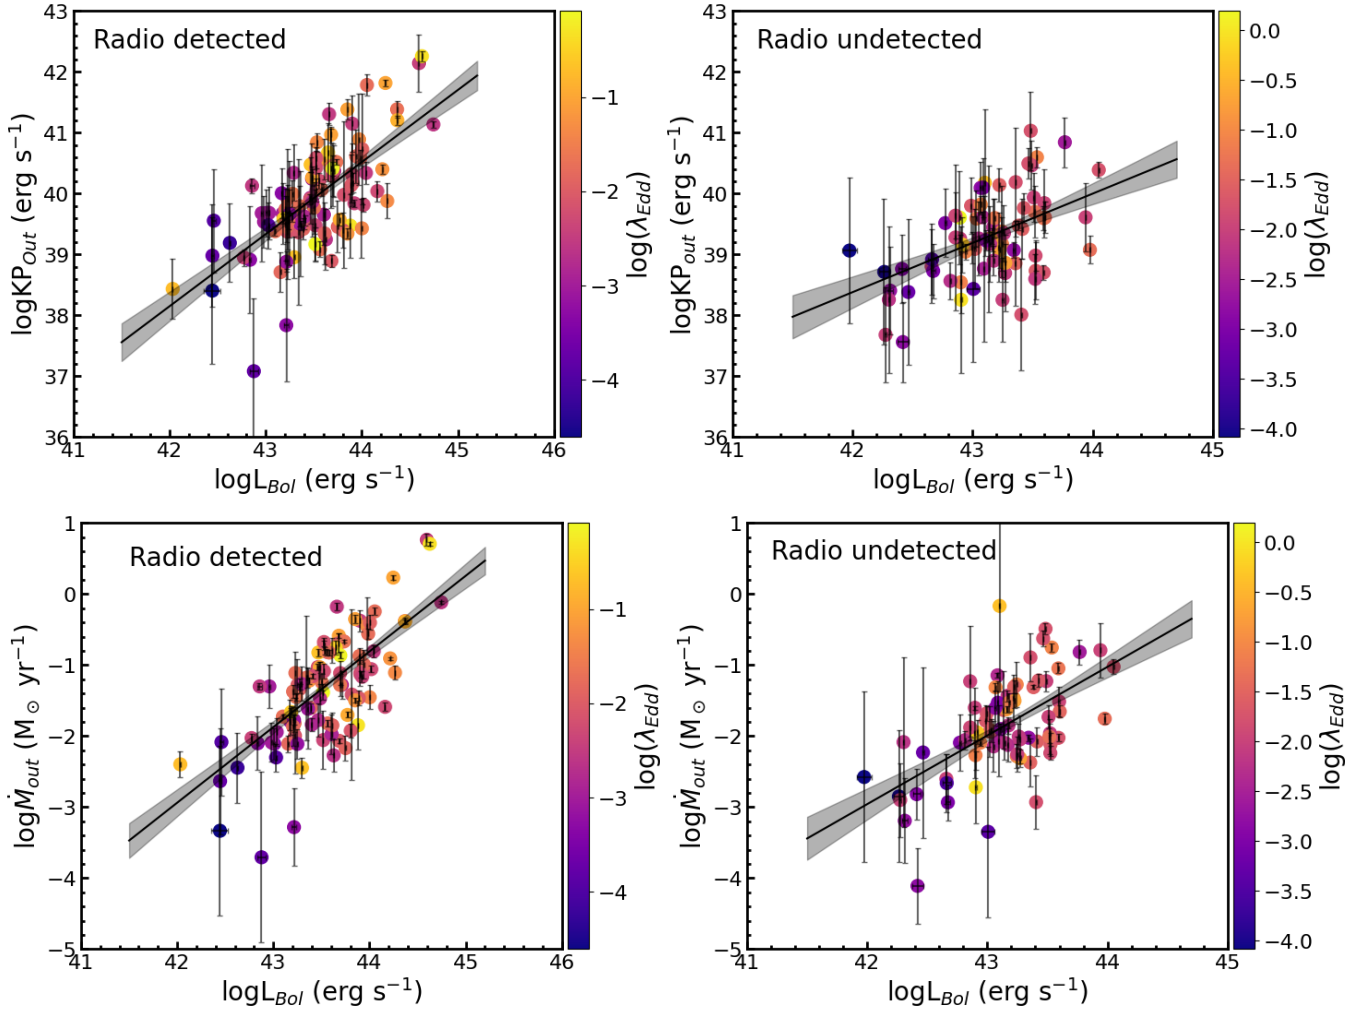 Radio detected
logKP_Out (erg s⁻¹)
43
42
41
40
39
38
37
36
41 42 43 44 45 46
logL_Bol (erg s⁻¹)
−1
−2
−3
−4
log(λ_Edd)
Radio undetected
logKP_Out (erg s⁻¹)
43
42
41
40
39
38
37
36
41 42 43 44 45
logL_Bol (erg s⁻¹)
0.0
−0.5
−1.0
−1.5
−2.0
−2.5
−3.0
−3.5
−4.0
log(λ_Edd)
Radio detected
logṀ_out (M⊙ yr⁻¹)
1
0
−1
−2
−3
−4
−5
41 42 43 44 45 46
logL_Bol (erg s⁻¹)
−1
−2
−3
−4
log(λ_Edd)
Radio undetected
logṀ_out (M⊙ yr⁻¹)
1
0
−1
−2
−3
−4
−5
41 42 43 44 45
logL_Bol (erg s⁻¹)
0.0
−0.5
−1.0
−1.5
−2.0
−2.5
−3.0
−3.5
−4.0
log(λ_Edd)